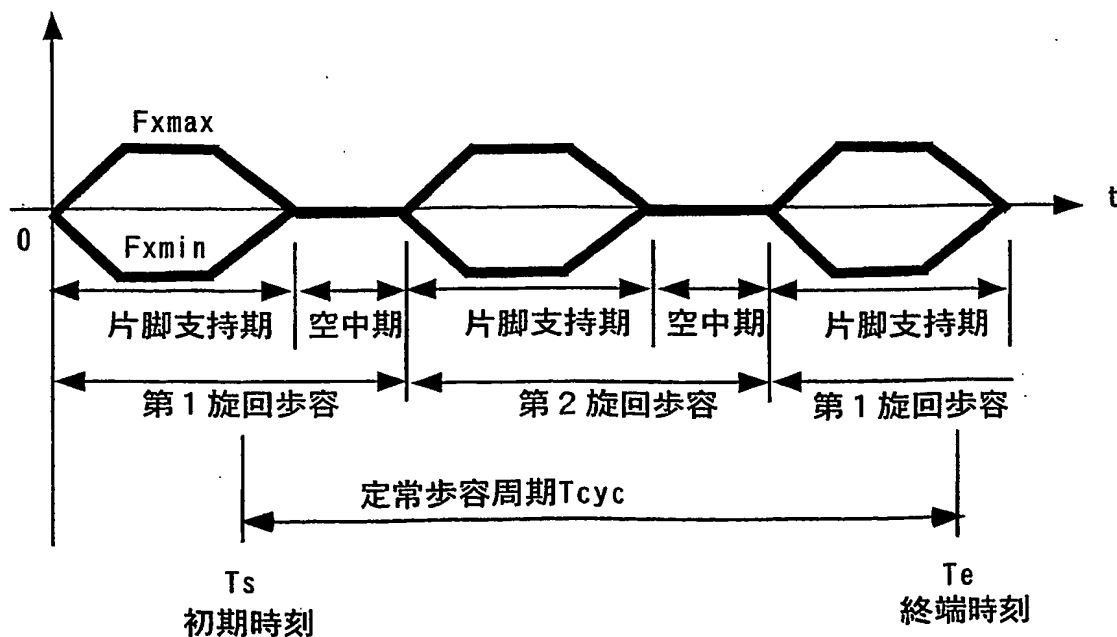 Fxmax
t
0
Fxmin
片脚支持期 空中期 片脚支持期 空中期 片脚支持期
第1旋回歩容 第2旋回歩容 第1旋回歩容
定常歩容周期Tcyc
Ts Te
初期時刻 終端時刻